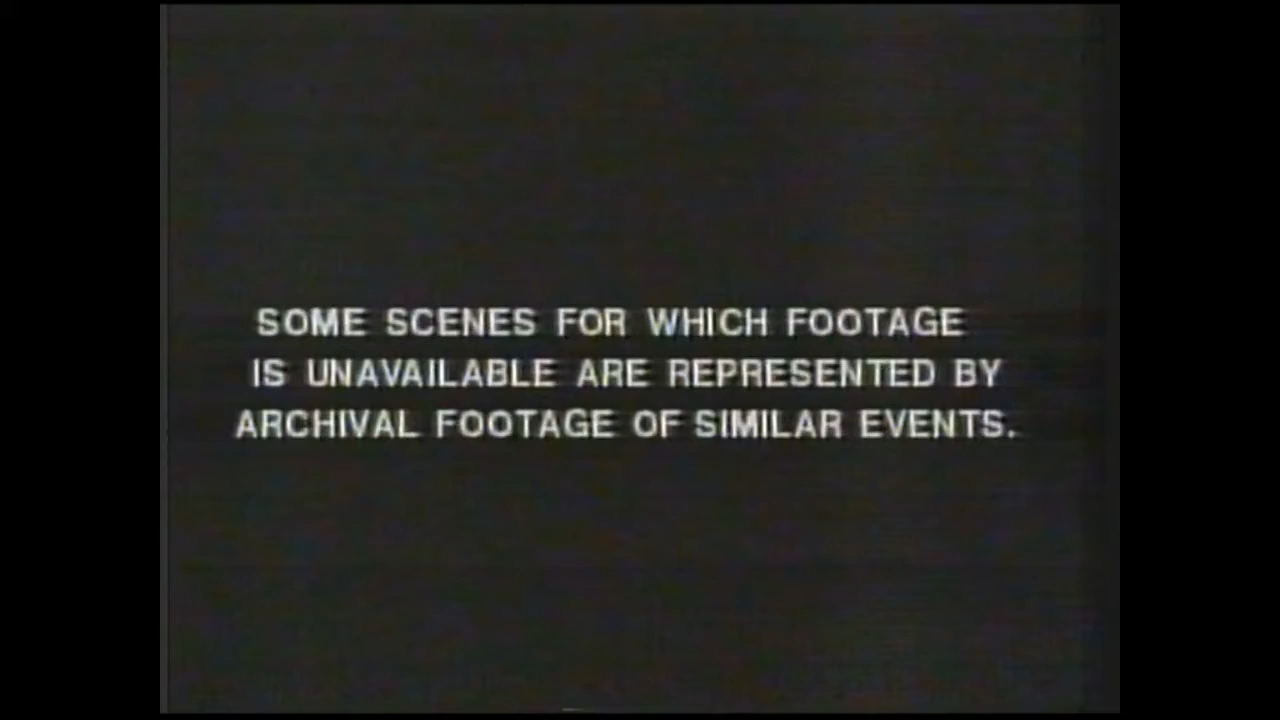 SOME SCENES FOR WHICH FOOTAGE
IS UNAVAILABLE ARE REPRESENTED BY
ARCHIVAL FOOTAGE OF SIMILAR EVENTS.